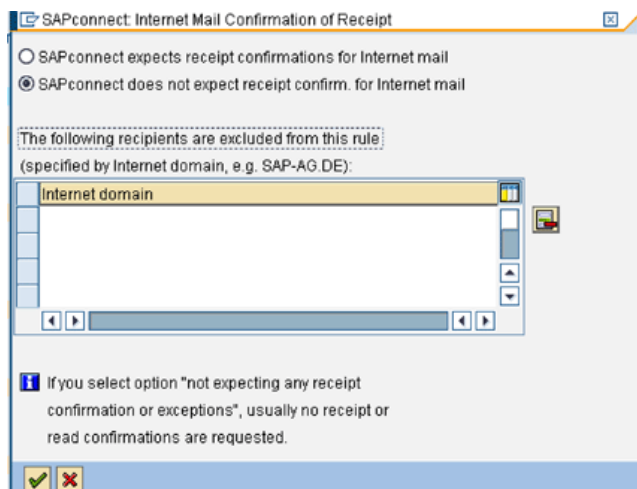 SAPconnect: Internet Mail Confirmation of Receipt
SAPconnect expects receipt confirmations for Internet mail
SAPconnect does not expect receipt confirm. for Internet mail
The following recipients are excluded from this rule
(specified by Internet domain, e.g. SAP-AG.DE):
Internet domain
If you select option "not expecting any receipt
confirmation or exceptions", usually no receipt or
read confirmations are requested.